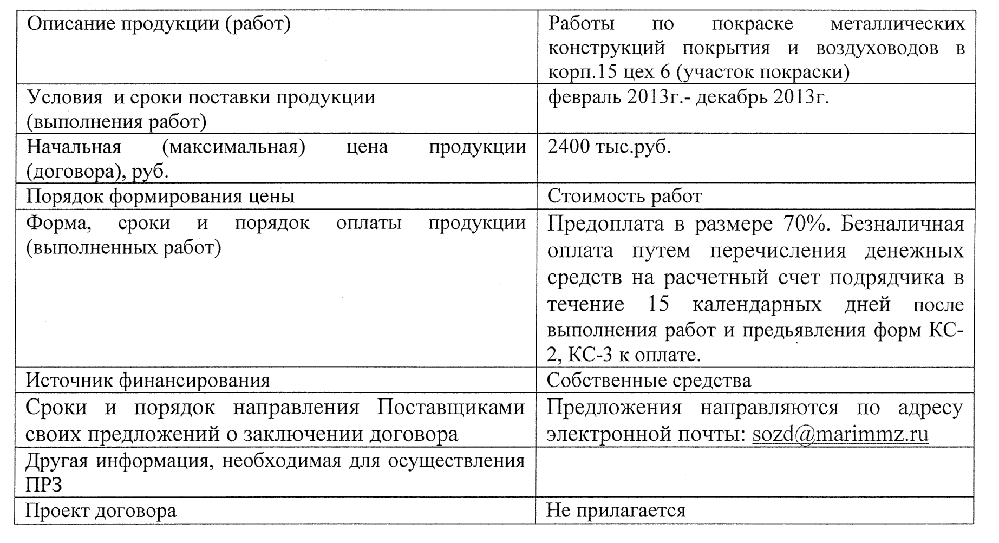 Описание продукции (работ)
Работы по покраске металлических
конструкций покрытия и воздуховодов в
корп.15 цех 6 (участок покраски)
Условия и сроки поставки продукции
(выполнения работ)
февраль 2013г.- декабрь 2013г.
Начальная (максимальная) цена продукции
(договора), руб.
2400 тыс.руб.
Порядок формирования цены
Стоимость работ
Форма, сроки и порядок оплаты продукции
(выполненных работ)
Предоплата в размере 70%. Безналичная
оплата путем перечисления денежных
средств на расчетный счет подрядчика в
течение 15 календарных дней после
выполнения работ и предьявления форм КС-
2, КС-3 к оплате.
Источник финансирования
Собственные средства
Сроки и порядок направления Поставщиками
своих предложений о заключении договора
Предложения направляются по адресу
электронной почты: sozd@marimmz.ru
Другая информация, необходимая для осуществления
ПРЗ
Проект договора
Не прилагается